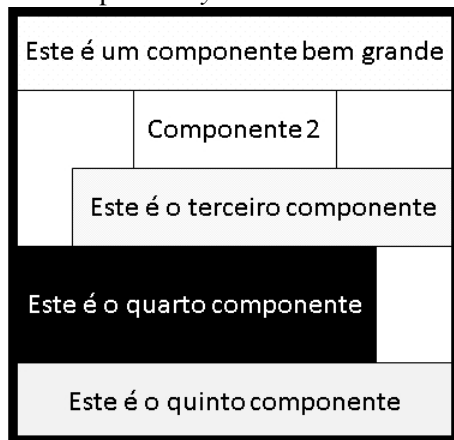 Este é um componente bem grande
Componente 2
Este é o terceiro componente
Este é o quarto componente
Este é o quinto componente